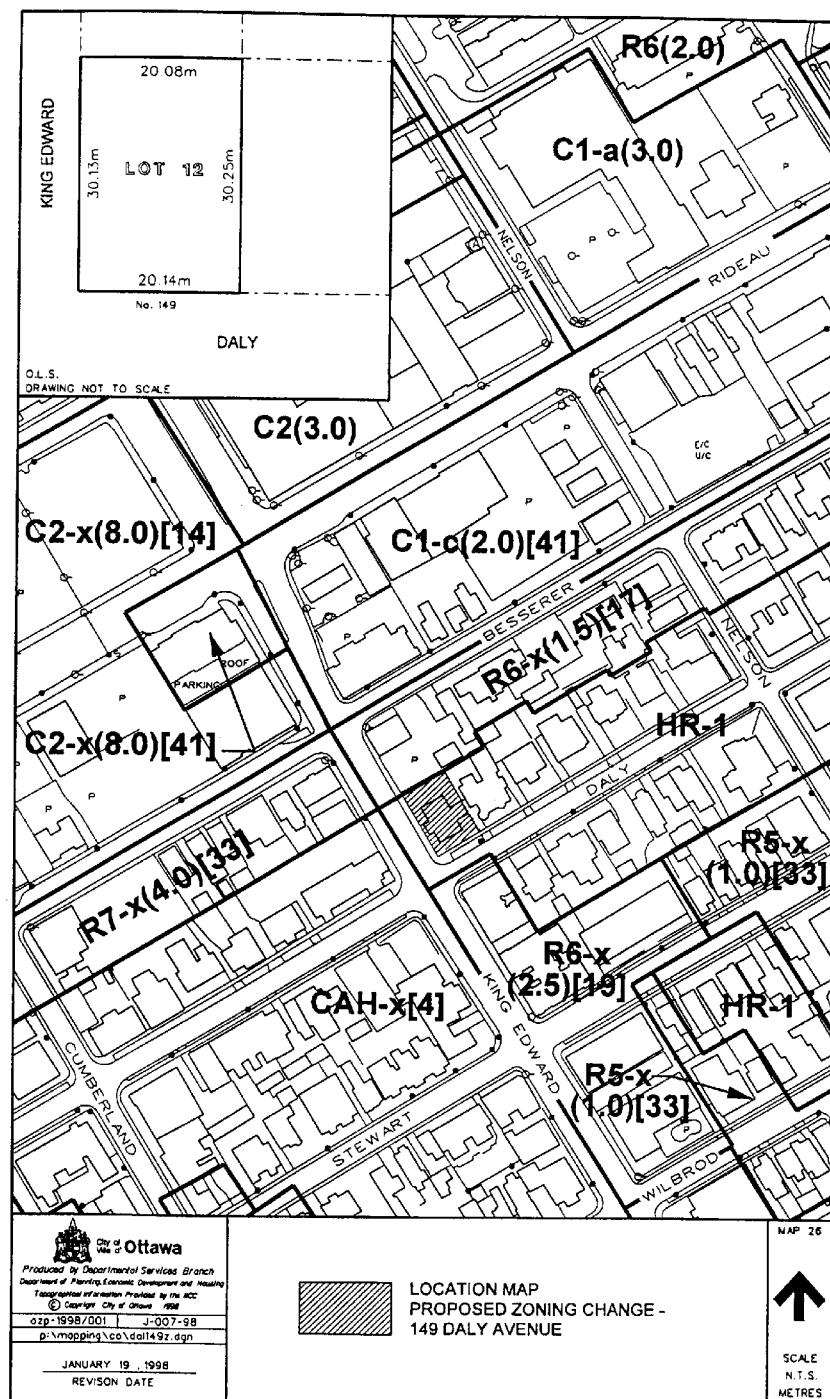 20.08m
KING EDWARD
30.13m
LOT 12
30.25m
20.14m
No. 149
DALY
O.L.S.
DRAWING NOT TO SCALE
R6(2.0)
P
C1-a(3.0)
P
P
NELSON
RIDEAU
C2(3.0)
P
E/C
U/C
C2-x(8.0)[14]
C1-c(2.0)[41]
P
P
BESSERER
R6-x(1.5)[17]
NELSON
ROOF
PARKING
P
C2-x(8.0)[41]
HR-1
P
P
P
DALY
R7-x(4.0)[33]
R5-x
(1.0)[33]
R6-x
(2.5)[19]
CAH-x[4]
KING EDWARD
HR-1
CUMBERLAND
R5-x
(1.0)[33]
STEWART
P
WILBROD
City of
Ville d' Ottawa
Produced by Departmental Services Branch
Department of Planning, Economic Development and Housing
Topographical Information Provided by the NCC
© Copyright City of Ottawa 1998
ozp-1998/001 J-007-98
p:\mapping\co\dal149z.dgn
JANUARY 19, 1998
REVISON DATE
LOCATION MAP
PROPOSED ZONING CHANGE -
149 DALY AVENUE
MAP 26
SCALE
N.T.S.
METRES